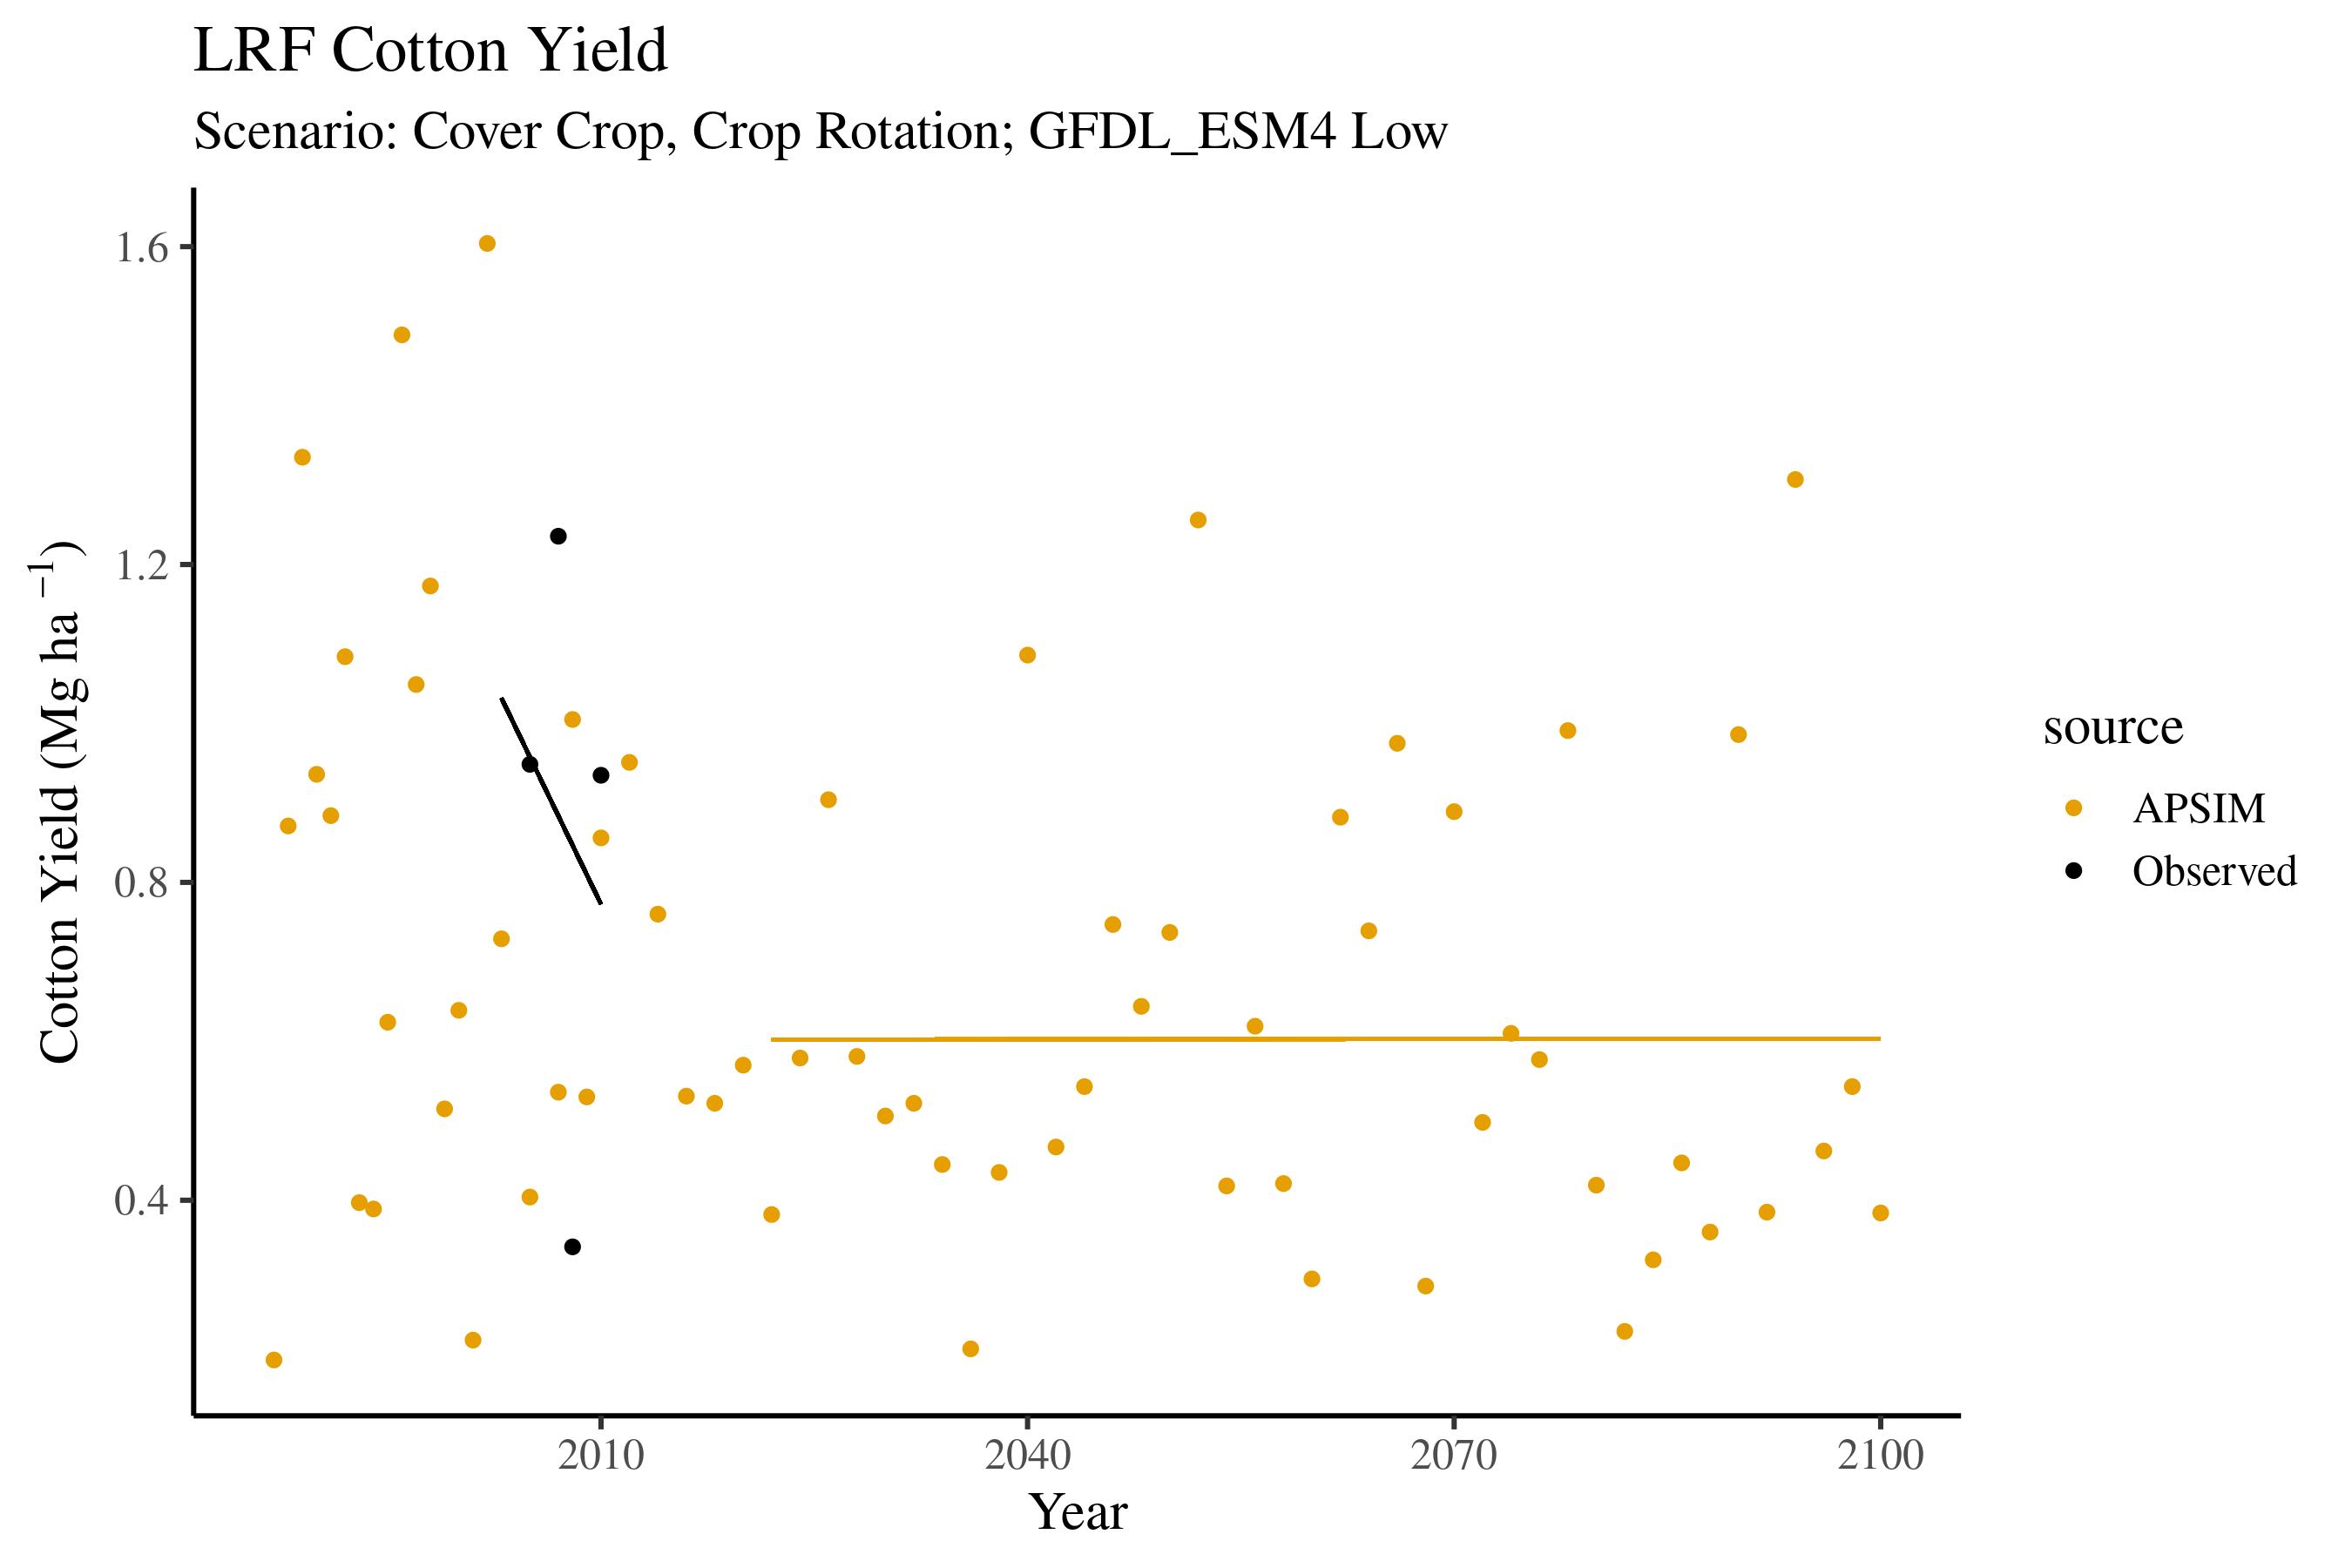 LRF Cotton Yield
Scenario: Cover Crop, Crop Rotation; GFDL_ESM4 Low
Cotton Yield (Mg ha⁻¹)
1.6
1.2
0.8
0.4
2010
2040
2070
2100
Year
source
APSIM
Observed